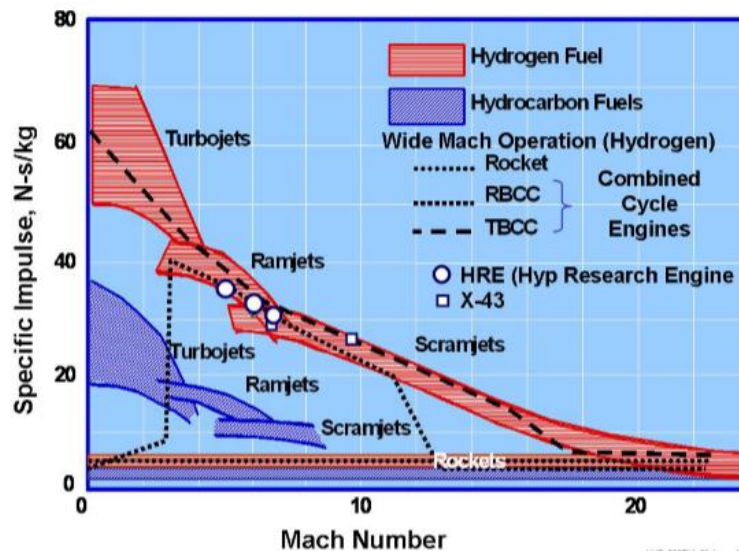 80
60
40
20
0
0
10
20
Specific Impulse, N-s/kg
Mach Number
Hydrogen Fuel
Hydrocarbon Fuels
Wide Mach Operation (Hydrogen)
Rocket
RBCC
TBCC
Combined
Cycle
Engines
HRE (Hyp Research Engine
X-43
Turbojets
Ramjets
Scramjets
Turbojets
Ramjets
Scramjets
Rockets